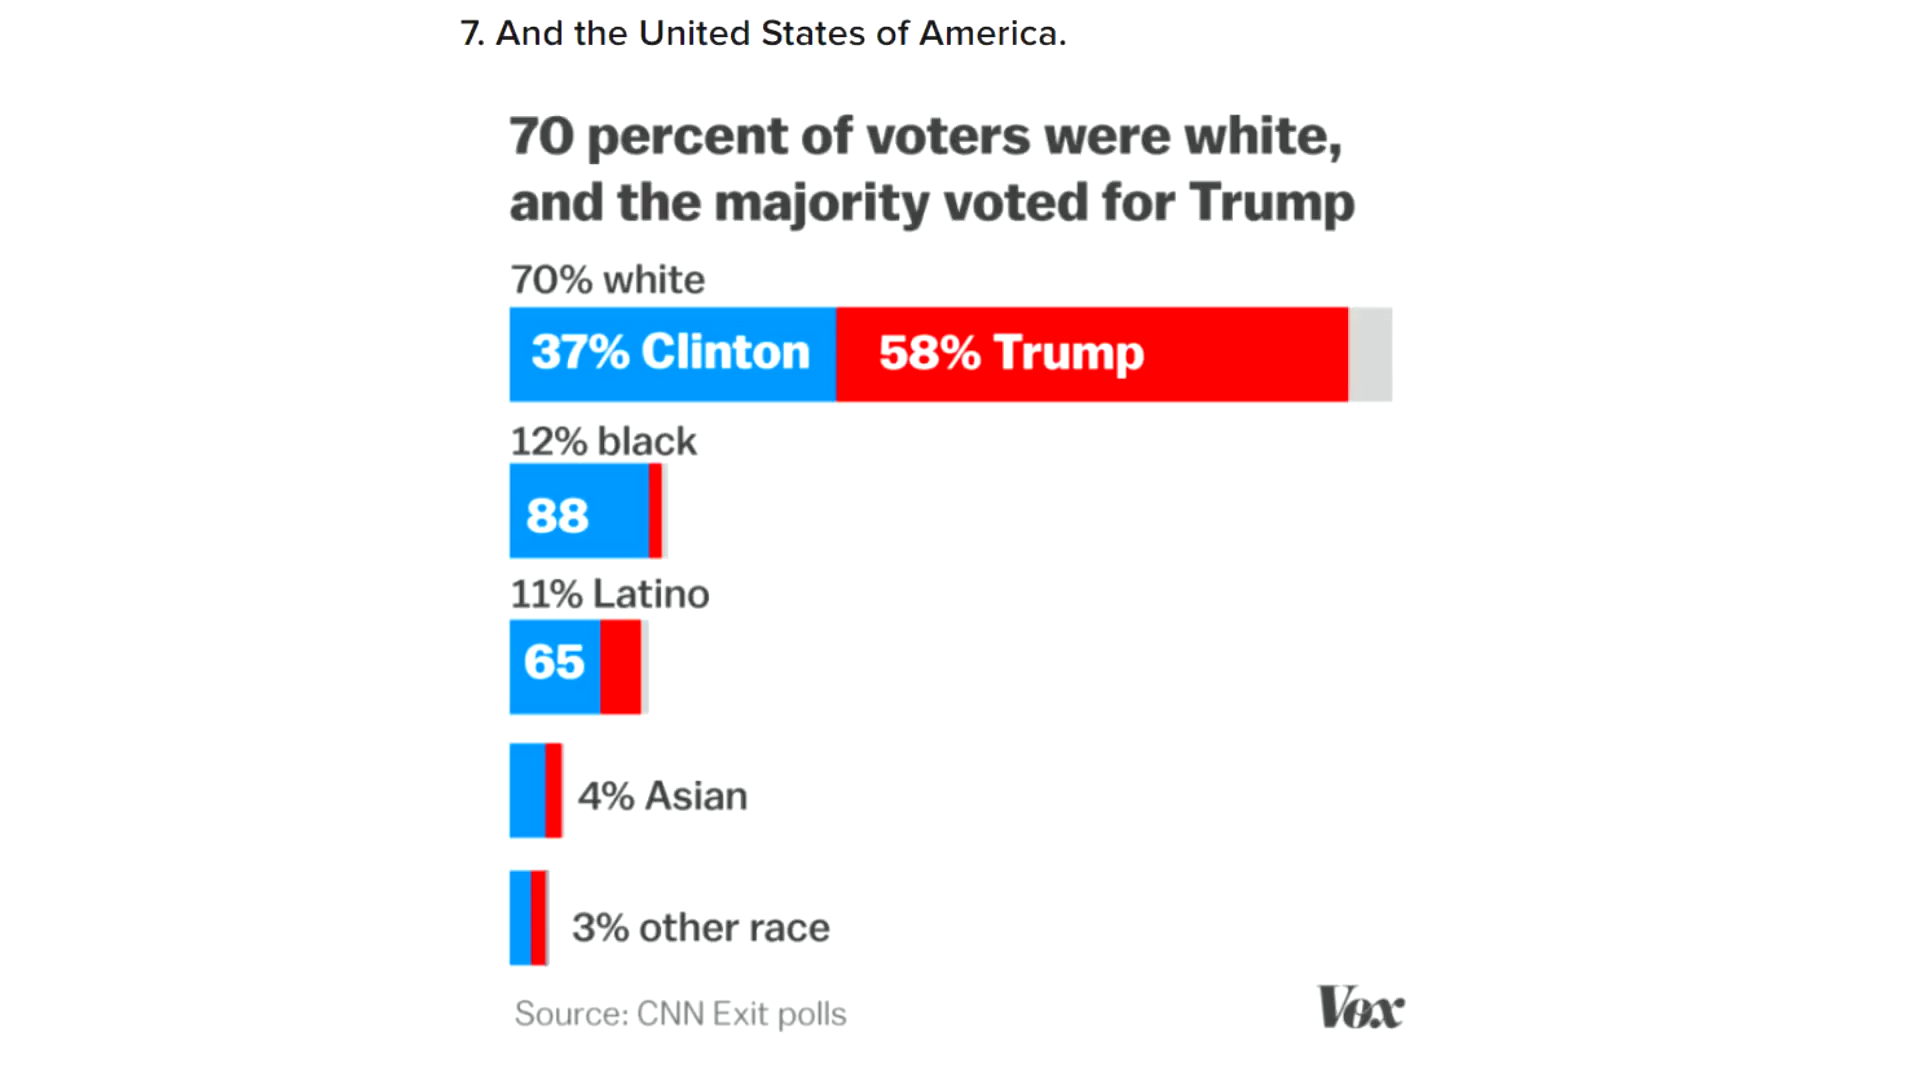 7. And the United States of America.
70 percent of voters were white,
and the majority voted for Trump
70% white
37% Clinton 58% Trump
12% black
88
11% Latino
65
4% Asian
3% other race
Source: CNN Exit polls
Vox